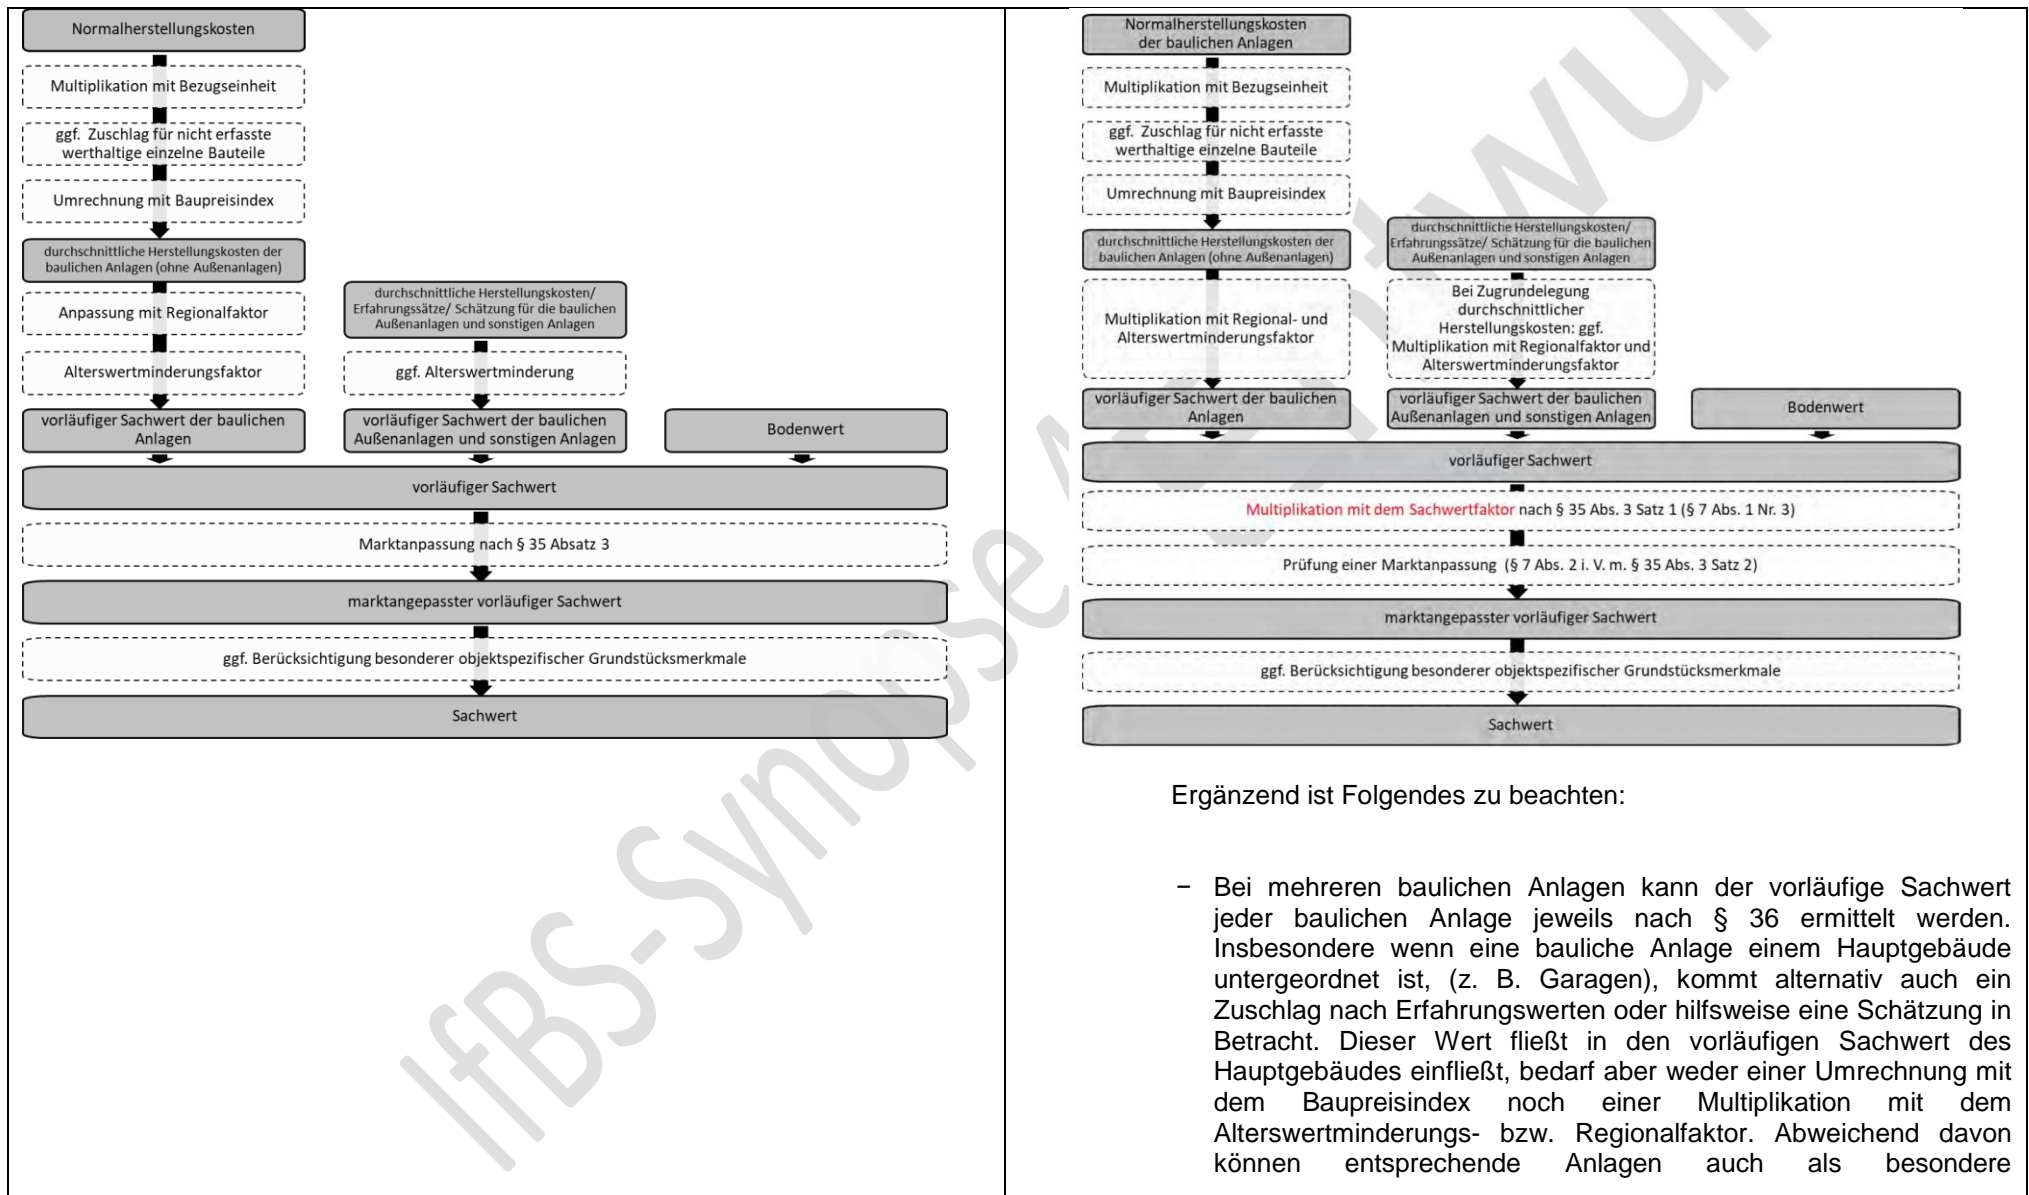 Normalherstellungskosten
Multiplikation mit Bezugseinheit
ggf. Zuschlag für nicht erfasste
werthaltige einzelne Bauteile
Umrechnung mit Baupreisindex
durchschnittliche Herstellungskosten der
baulichen Anlagen (ohne Außenanlagen)
Anpassung mit Regionalfaktor
Alterswertminderungsfaktor
durchschnittliche Herstellungskosten/
Erfahrungssätze/ Schätzung für die baulichen
Außenanlagen und sonstigen Anlagen
ggf. Alterswertminderung
vorläufiger Sachwert der baulichen
Anlagen
vorläufiger Sachwert der baulichen
Außenanlagen und sonstigen Anlagen
Bodenwert
vorläufiger Sachwert
Marktanpassung nach § 35 Absatz 3
marktangepasster vorläufiger Sachwert
ggf. Berücksichtigung besonderer objektspezifischer Grundstücksmerkmale
Sachwert
Normalherstellungskosten
der baulichen Anlagen
Multiplikation mit Bezugseinheit
ggf. Zuschlag für nicht erfasste
werthaltige einzelne Bauteile
Umrechnung mit Baupreisindex
durchschnittliche Herstellungskosten der
baulichen Anlagen (ohne Außenanlagen)
Multiplikation mit Regional- und
Alterswertminderungsfaktor
durchschnittliche Herstellungskosten/
Erfahrungssätze/ Schätzung für die baulichen
Außenanlagen und sonstigen Anlagen
Bei Zugrundelegung
durchschnittlicher
Herstellungskosten: ggf.
Multiplikation mit Regionalfaktor und
Alterswertminderungsfaktor
vorläufiger Sachwert der baulichen
Anlagen
vorläufiger Sachwert der baulichen
Außenanlagen und sonstigen Anlagen
Bodenwert
vorläufiger Sachwert
Multiplikation mit dem Sachwertfaktor nach § 35 Abs. 3 Satz 1 (§ 7 Abs. 1 Nr. 3)
Prüfung einer Marktanpassung (§ 7 Abs. 2 i. V. m. § 35 Abs. 3 Satz 2)
marktangepasster vorläufiger Sachwert
ggf. Berücksichtigung besonderer objektspezifischer Grundstücksmerkmale
Sachwert
Ergänzend ist Folgendes zu beachten:
− Bei mehreren baulichen Anlagen kann der vorläufige Sachwert
jeder baulichen Anlage jeweils nach § 36 ermittelt werden.
Insbesondere wenn eine bauliche Anlage einem Hauptgebäude
untergeordnet ist, (z. B. Garagen), kommt alternativ auch ein
Zuschlag nach Erfahrungswerten oder hilfsweise eine Schätzung in
Betracht. Dieser Wert fließt in den vorläufigen Sachwert des
Hauptgebäudes einfließt, bedarf aber weder einer Umrechnung mit
dem Baupreisindex noch einer Multiplikation mit dem
Alterswertminderungs- bzw. Regionalfaktor. Abweichend davon
können entsprechende Anlagen auch als besondere
IfBS-Synopse